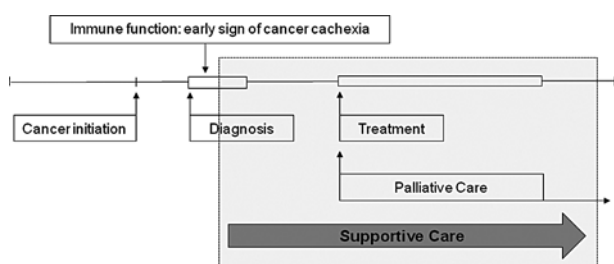 Immune function: early sign of cancer cachexia
Cancer initiation
Diagnosis
Treatment
Palliative Care
Supportive Care